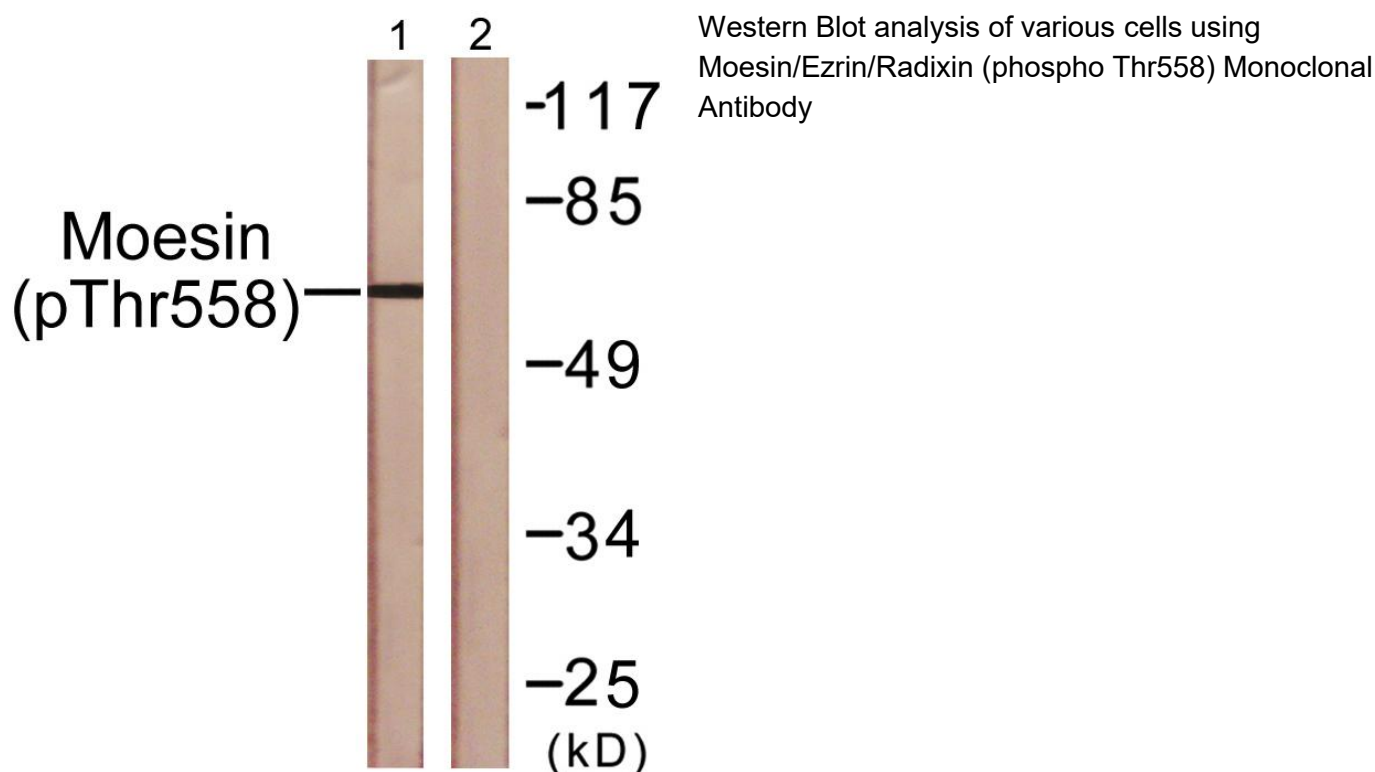 1 2
Western Blot analysis of various cells using
Moesin/Ezrin/Radixin (phospho Thr558) Monoclonal
Antibody
-117
-85
Moesin
(pThr558)
-49
-34
-25
(kD)